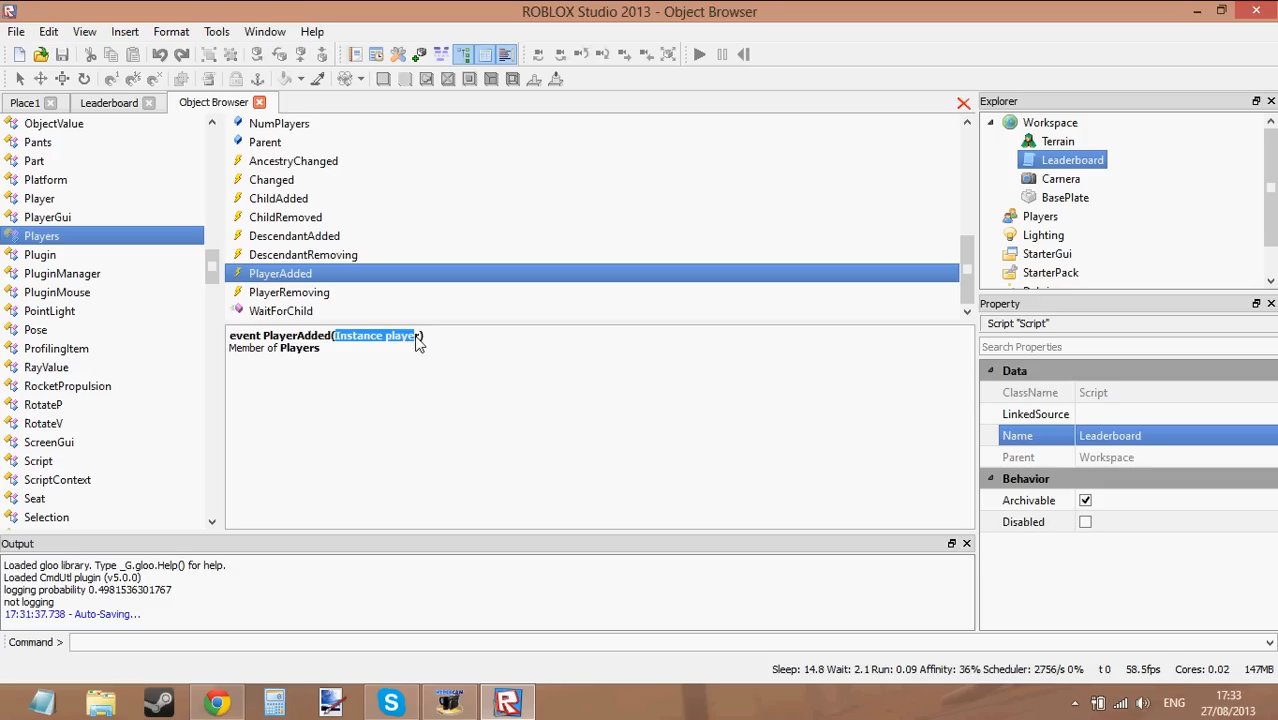 ROBLOX Studio 2013 - Object Browser
File Edit View Insert Format Tools Window Help
Place1 Leaderboard Object Browser
ObjectValue
Pants
Part
Platform
Player
PlayerGui
Players
Plugin
PluginManager
PluginMouse
PointLight
Pose
ProfilingItem
RayValue
RocketPropulsion
RotateP
RotateV
ScreenGui
Script
ScriptContext
Seat
Selection
NumPlayers
Parent
AncestryChanged
Changed
ChildAdded
ChildRemoved
DescendantAdded
DescendantRemoving
PlayerAdded
PlayerRemoving
WaitForChild
event PlayerAdded(Instance player)
Member of Players
Explorer
Workspace
Terrain
Leaderboard
Camera
BasePlate
Players
Lighting
StarterGui
StarterPack
Property
Script "Script"
Search Properties
Data
ClassName Script
LinkedSource
Name Leaderboard
Parent Workspace
Behavior
Archivable
Disabled
Output
Loaded gloo library. Type _G.gloo.Help() for help.
Loaded CmdUtl plugin (v5.0.0)
logging probability 0.4981536301767
not logging
17:31:37.738 - Auto-Saving...
Command >
Sleep: 14.8 Wait: 2.1 Run: 0.09 Affinity: 36% Scheduler: 2756/s 0% t 0 58.5fps Cores: 0.02 147MB
ENG
17:33
27/08/2013